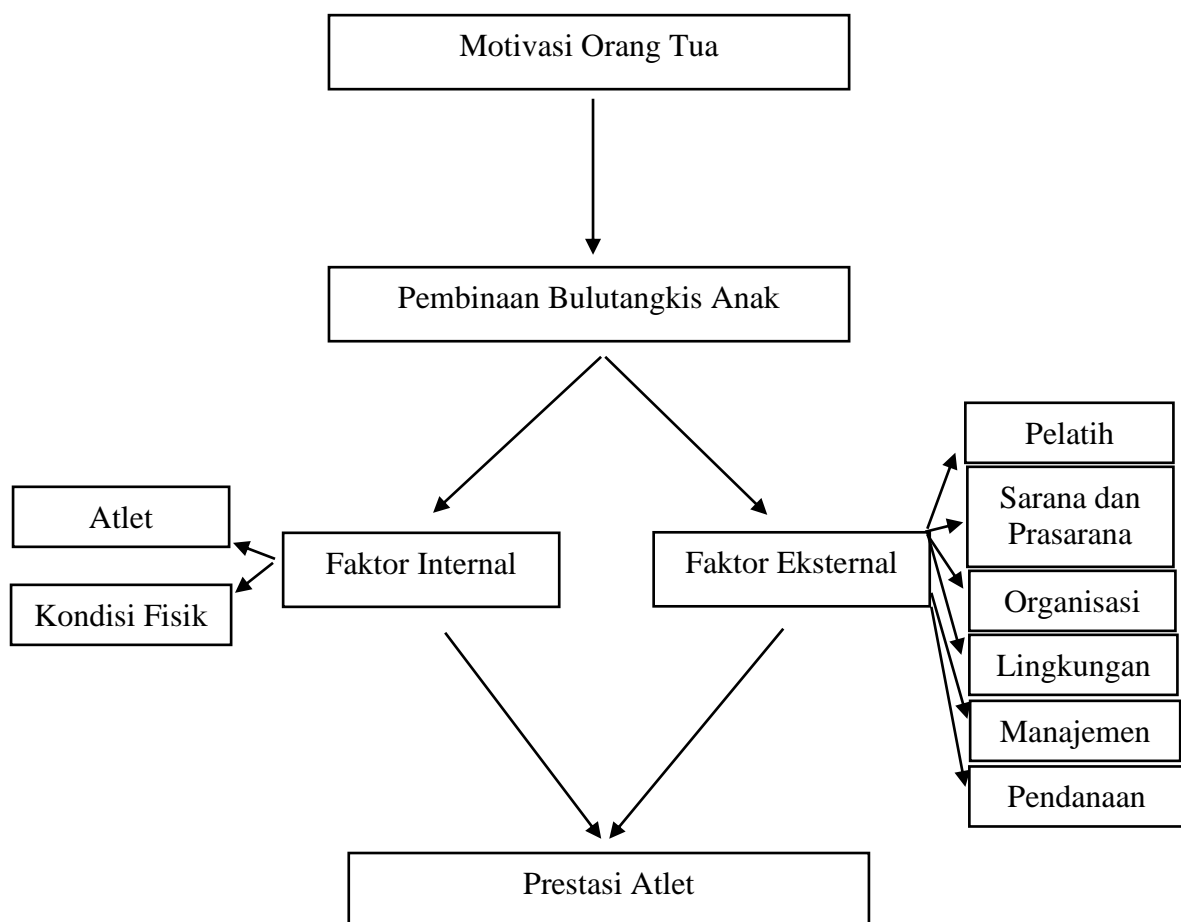 Motivasi Orang Tua
Pembinaan Bulutangkis Anak
Pelatih
Sarana dan
Prasarana
Atlet
Faktor Internal
Faktor Eksternal
Organisasi
Kondisi Fisik
Lingkungan
Manajemen
Pendanaan
Prestasi Atlet